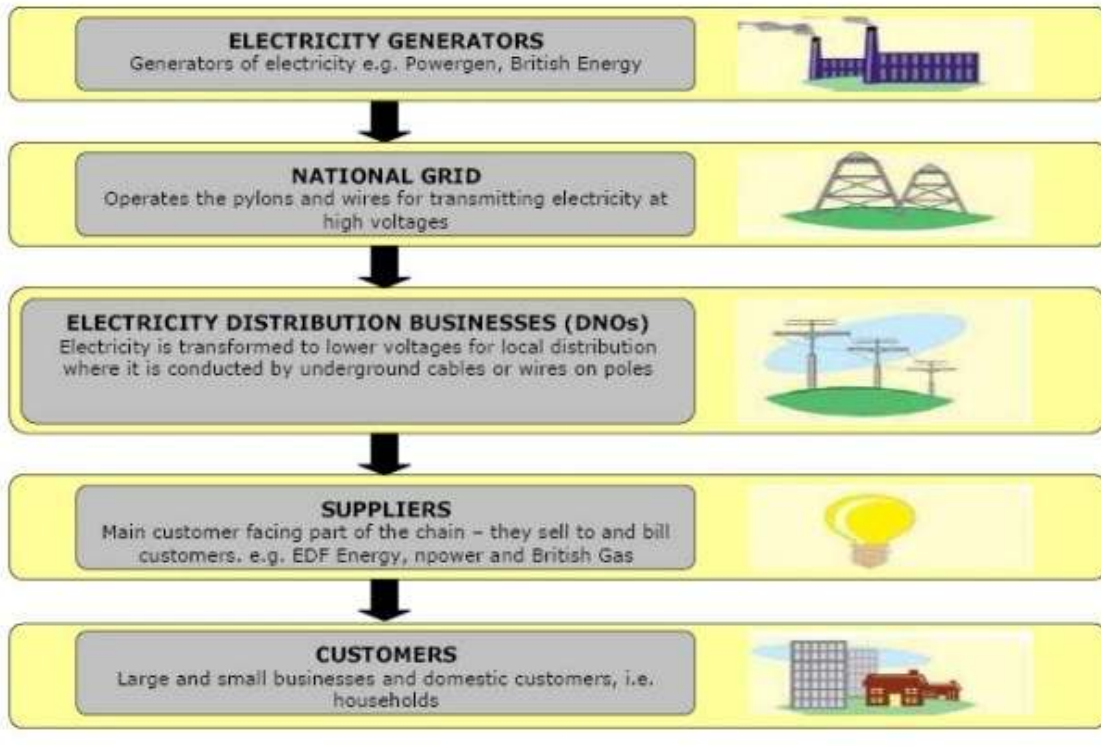 ELECTRICITY GENERATORS
Generators of electricity e.g. Powergen, British Energy
NATIONAL GRID
Operates the pylons and wires for transmitting electricity at
high voltages
ELECTRICITY DISTRIBUTION BUSINESSES (DNOs)
Electricity is transformed to lower voltages for local distribution
where it is conducted by underground cables or wires on poles
SUPPLIERS
Main customer facing part of the chain – they sell to and bill
customers. e.g. EDF Energy, npower and British Gas
CUSTOMERS
Large and small businesses and domestic customers, i.e.
households